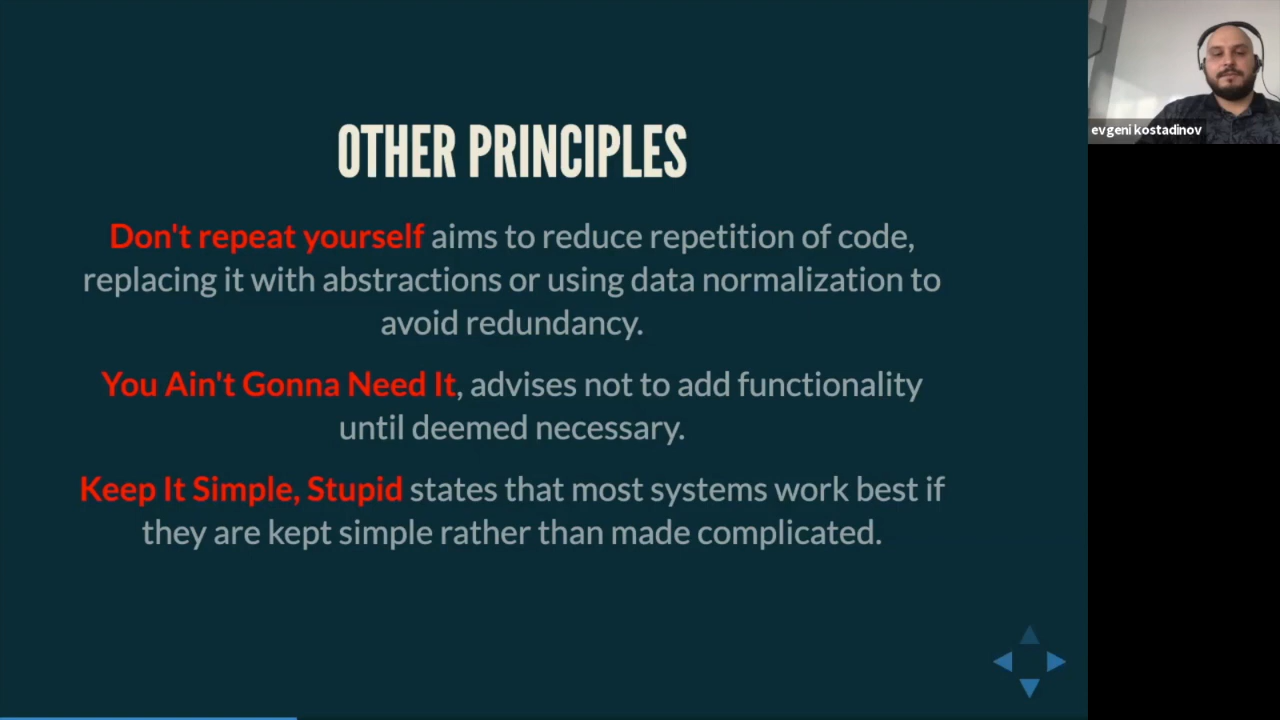 OTHER PRINCIPLES
Don't repeat yourself aims to reduce repetition of code,
replacing it with abstractions or using data normalization to
avoid redundancy.
You Ain't Gonna Need It, advises not to add functionality
until deemed necessary.
Keep It Simple, Stupid states that most systems work best if
they are kept simple rather than made complicated.
evgeni kostadinov